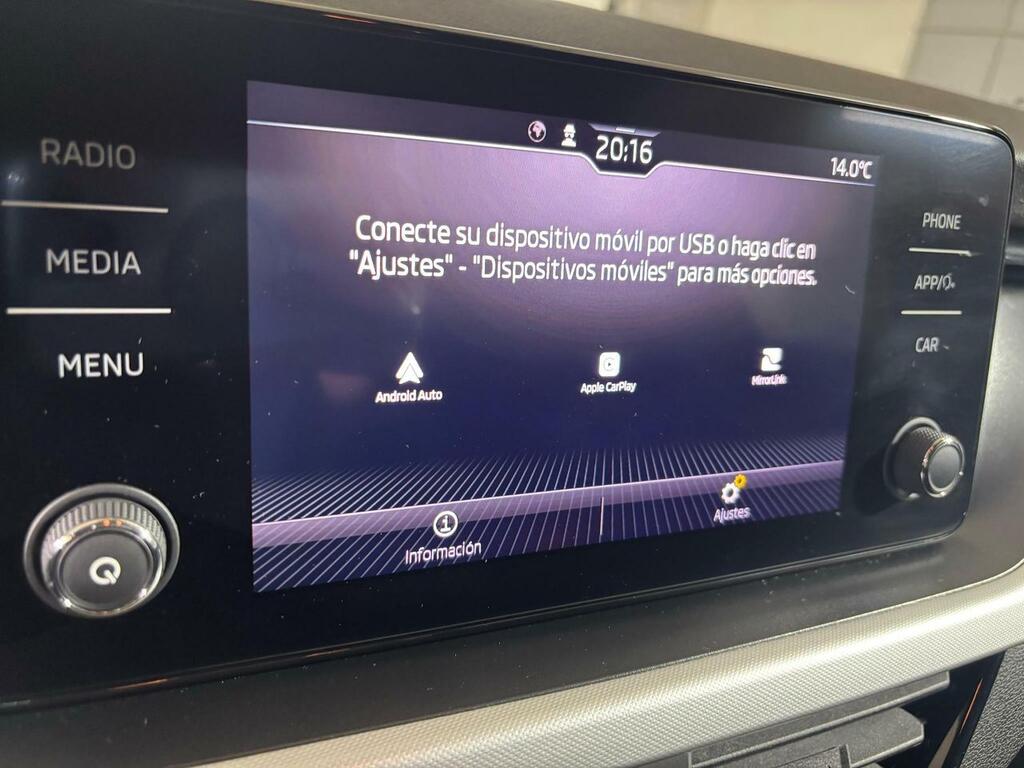 RADIO
MEDIA
MENU
20:16
14.0°C
Conecte su dispositivo móvil por USB o haga clic en
"Ajustes" - "Dispositivos móviles" para más opciones.
Android Auto
Apple CarPlay
MirrorLink
Información
Ajustes
PHONE
APP/
CAR